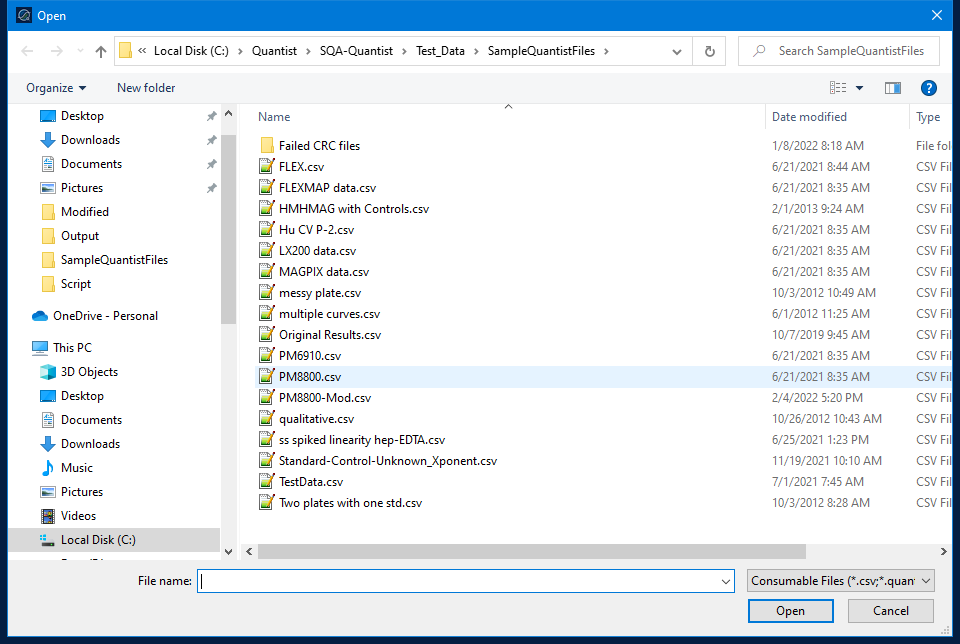 Open
« Local Disk (C:) › Quantist › SQA-Quantist › Test_Data › SampleQuantistFiles ›
Search SampleQuantistFiles
Organize
New folder
Desktop
Downloads
Documents
Pictures
Modified
Output
SampleQuantistFiles
Script
OneDrive - Personal
This PC
3D Objects
Desktop
Documents
Downloads
Music
Pictures
Videos
Local Disk (C:)
Name Date modified Type
Failed CRC files 1/8/2022 8:18 AM File fol
FLEX.csv 6/21/2021 8:44 AM CSV Fil
FLEXMAP data.csv 6/21/2021 8:35 AM CSV Fil
HMHMAG with Controls.csv 2/1/2013 9:24 AM CSV Fil
Hu CV P-2.csv 6/21/2021 8:35 AM CSV Fil
LX200 data.csv 6/21/2021 8:35 AM CSV Fil
MAGPIX data.csv 6/21/2021 8:35 AM CSV Fil
messy plate.csv 10/3/2012 10:49 AM CSV Fil
multiple curves.csv 6/1/2012 11:25 AM CSV Fil
Original Results.csv 10/7/2019 9:45 AM CSV Fil
PM6910.csv 6/21/2021 8:35 AM CSV Fil
PM8800.csv 6/21/2021 8:35 AM CSV Fil
PM8800-Mod.csv 2/4/2022 5:20 PM CSV Fil
qualitative.csv 10/26/2012 10:43 AM CSV Fil
ss spiked linearity hep-EDTA.csv 6/25/2021 1:23 PM CSV Fil
Standard-Control-Unknown_Xponent.csv 11/19/2021 10:10 AM CSV Fil
TestData.csv 7/1/2021 7:45 AM CSV Fil
Two plates with one std.csv 10/3/2012 8:28 AM CSV Fil
File name:
Consumable Files (*.csv;*.quan
Open
Cancel